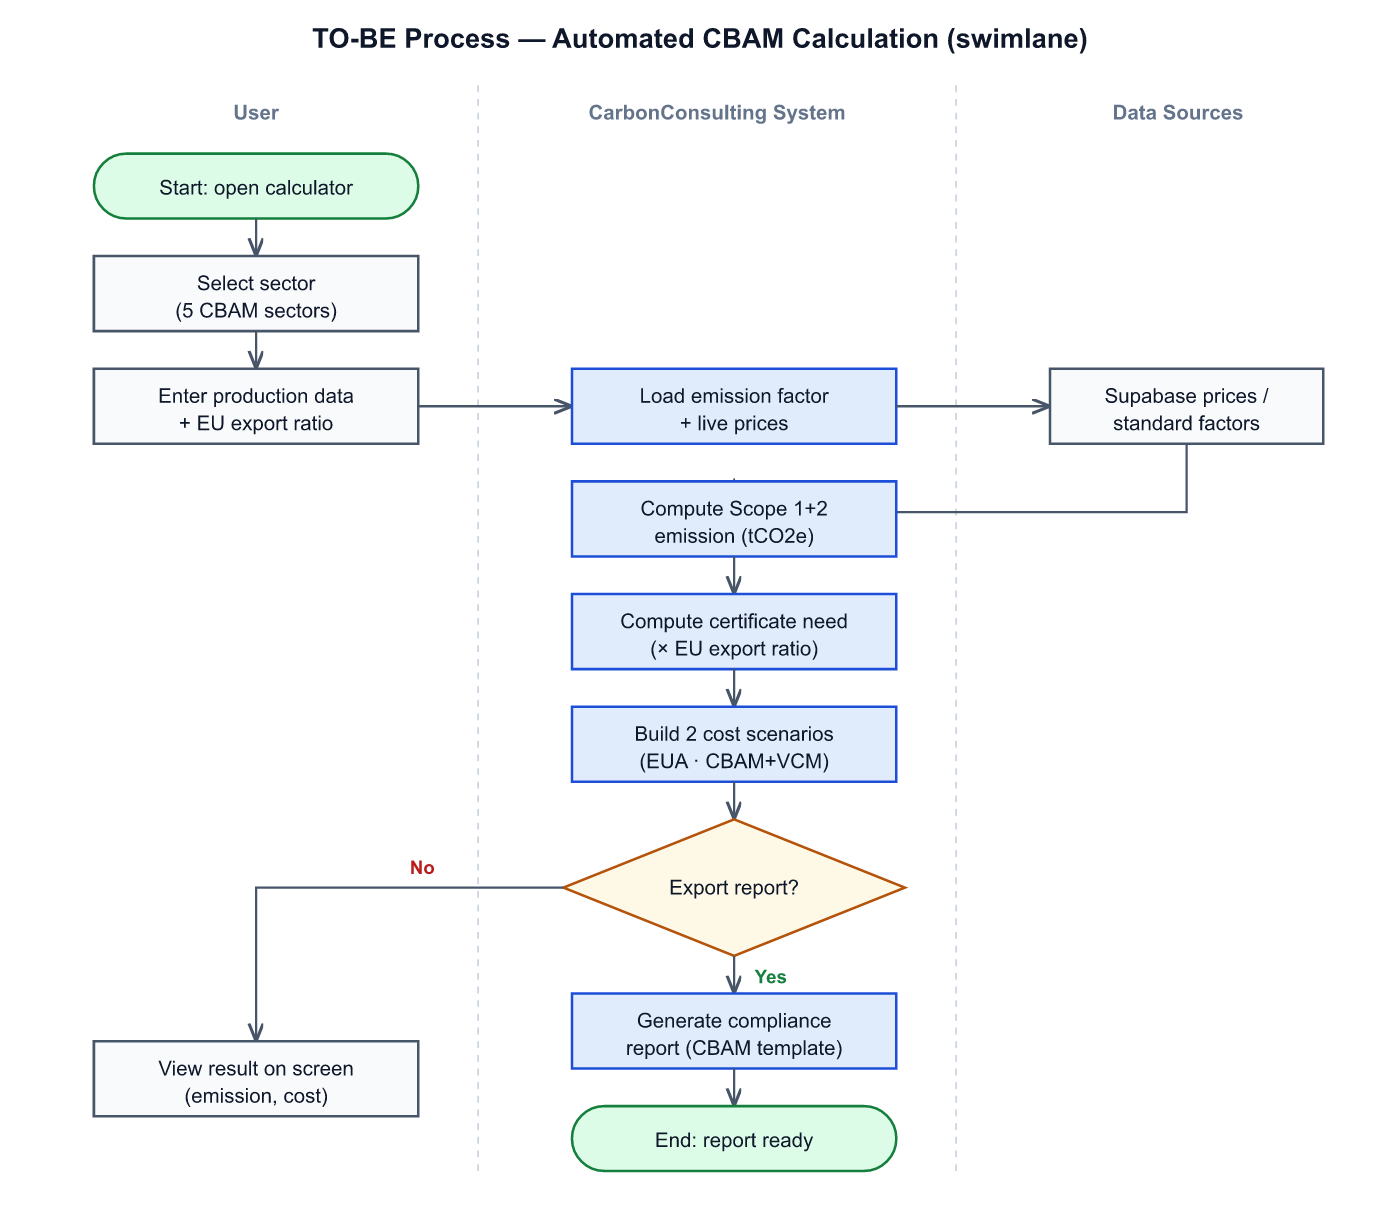 TO-BE Process — Automated CBAM Calculation (swimlane)
User
CarbonConsulting System
Data Sources
Start: open calculator
Select sector
(5 CBAM sectors)
Enter production data
+ EU export ratio
Load emission factor
+ live prices
Supabase prices /
standard factors
Compute Scope 1+2
emission (tCO2e)
Compute certificate need
(× EU export ratio)
Build 2 cost scenarios
(EUA · CBAM+VCM)
Export report?
No
Yes
Generate compliance
report (CBAM template)
View result on screen
(emission, cost)
End: report ready